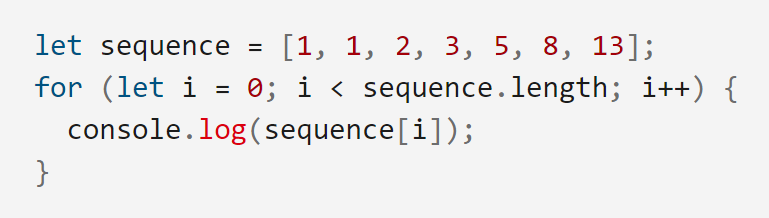 let sequence = [1, 1, 2, 3, 5, 8, 13];
for (let i = 0; i < sequence.length; i++) {
  console.log(sequence[i]);
}